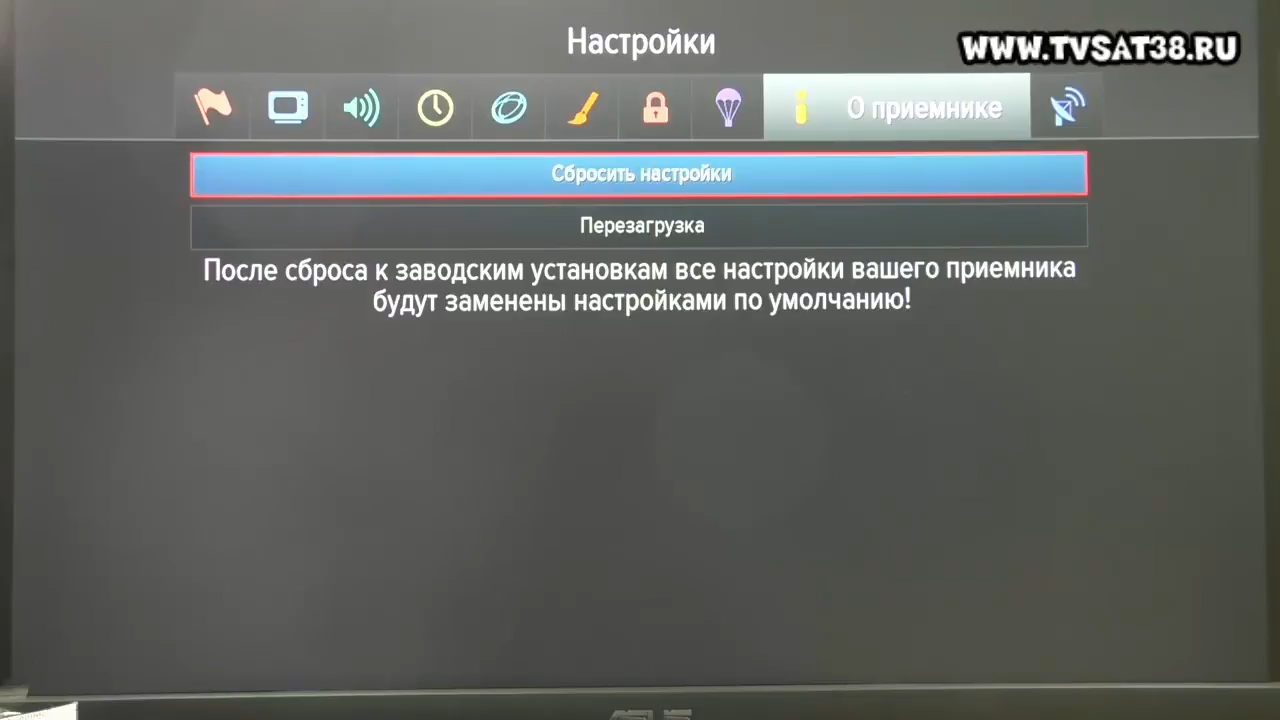 Настройки
WWW.TVSAT38.RU
О приемнике
Сбросить настройки
Перезагрузка
После сброса к заводским установкам все настройки вашего приемника
будут заменены настройками по умолчанию!